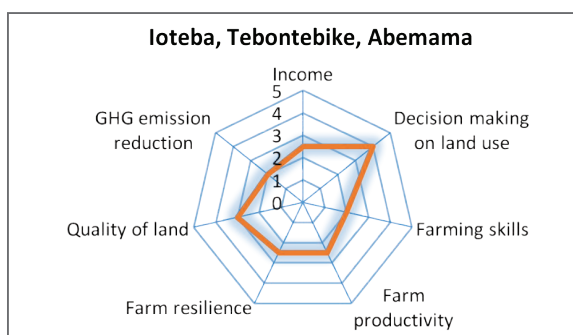 Ioteba, Tebontebike, Abemama
Income
5
4
3
2
1
0
Decision making
on land use
Farming skills
Farm
productivity
Farm resilience
Quality of land
GHG emission
reduction